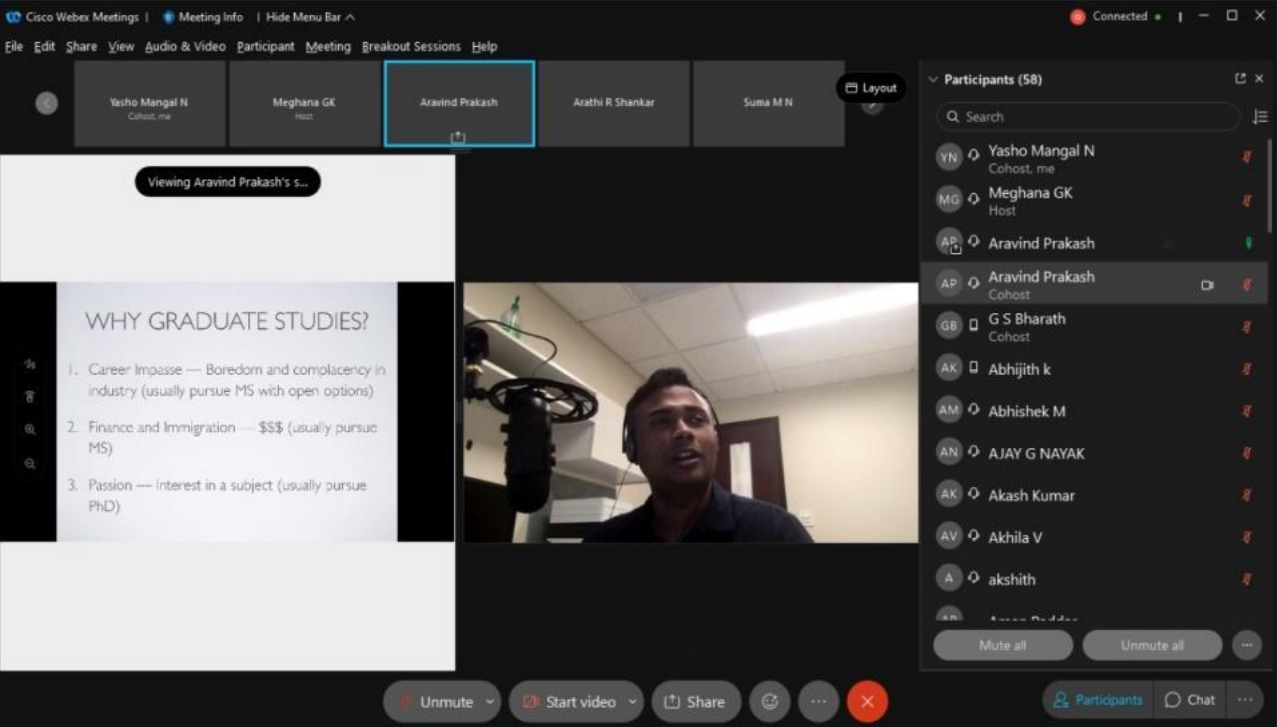 Cisco Webex Meetings | Meeting Info | Hide Menu Bar
Connected
File Edit Share View Audio & Video Participant Meeting Breakout Sessions Help
Yasho Mangal N
Cohost, me
Meghana GK
Host
Aravind Prakash
Arathi R Shankar
Suma M N
Layout
Viewing Aravind Prakash's s...
WHY GRADUATE STUDIES?
1. Career Impasse — Boredom and complacency in
industry (usually pursue MS with open options)
2. Finance and Immigration — $$$ (usually pursue
MS)
3. Passion — Interest in a subject (usually pursue
PhD)
Participants (58)
Search
YN Yasho Mangal N
Cohost, me
MG Meghana GK
Host
AP Aravind Prakash
AP Aravind Prakash
Cohost
GB G S Bharath
Cohost
AK Abhijith k
AM Abhishek M
AN AJAY G NAYAK
AK Akash Kumar
AV Akhila V
A akshith
Mute all
Unmute all
Unmute
Start video
Share
Participants
Chat